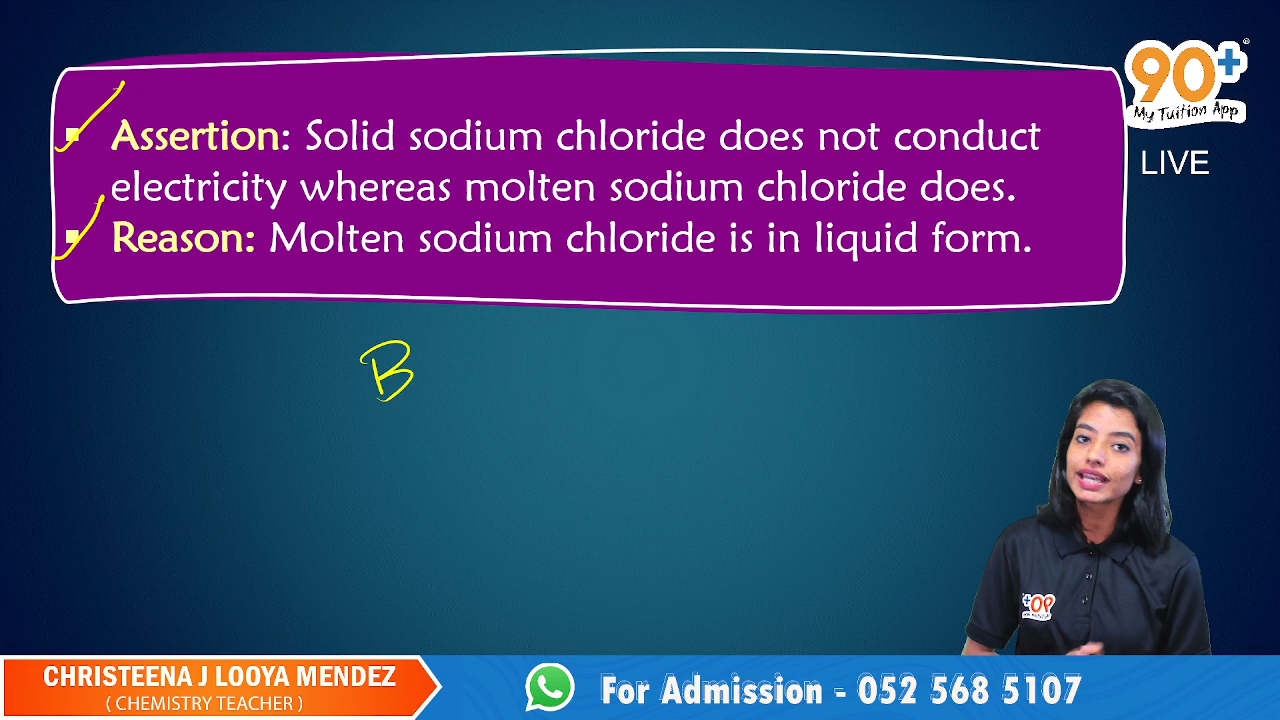 90+
My Tuition App
LIVE
Assertion: Solid sodium chloride does not conduct
electricity whereas molten sodium chloride does.
Reason: Molten sodium chloride is in liquid form.
B
CHRISTEENA J LOOYA MENDEZ
( CHEMISTRY TEACHER )
For Admission - 052 568 5107